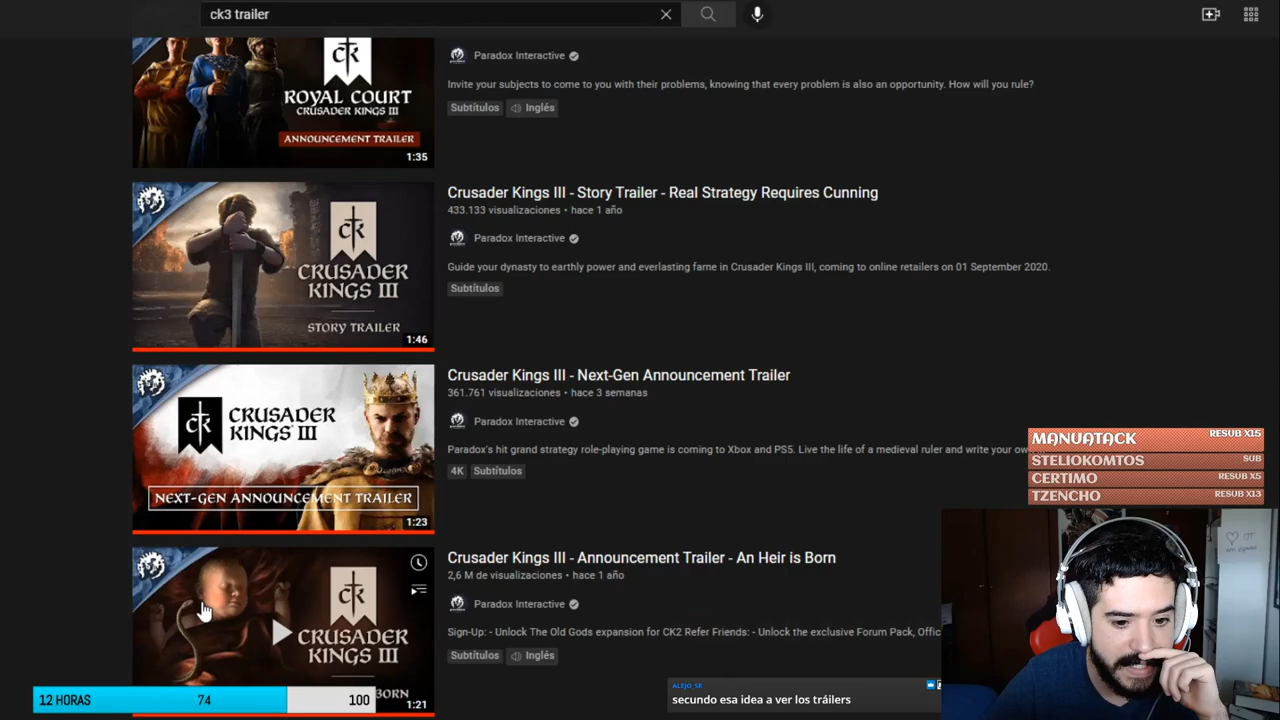 ck3 trailer
ck
ROYAL COURT
CRUSADER KINGS III
ANNOUNCEMENT TRAILER
1:35
Paradox Interactive
Invite your subjects to come to you with their problems, knowing that every problem is also an opportunity. How will you rule?
Subtítulos
Inglés
ck
CRUSADER
KINGS III
STORY TRAILER
1:46
Crusader Kings III - Story Trailer - Real Strategy Requires Cunning
433.133 visualizaciones • hace 1 año
Paradox Interactive
Guide your dynasty to earthly power and everlasting fame in Crusader Kings III, coming to online retailers on 01 September 2020.
Subtítulos
ck
CRUSADER
KINGS III
NEXT-GEN ANNOUNCEMENT TRAILER
1:23
Crusader Kings III - Next-Gen Announcement Trailer
361.761 visualizaciones • hace 3 semanas
Paradox Interactive
Paradox's hit grand strategy role-playing game is coming to Xbox and PS5. Live the life of a medieval ruler and write your ow
4K
Subtítulos
ck
CRUSADER
KINGS III
BORN
1:21
Crusader Kings III - Announcement Trailer - An Heir is Born
2,6 M de visualizaciones • hace 1 año
Paradox Interactive
Sign-Up: - Unlock The Old Gods expansion for CK2 Refer Friends: - Unlock the exclusive Forum Pack, Offic
Subtítulos
Inglés
MANUATACK RESUB X15
STELIOKOMTOS SUB
CERTIMO RESUB X5
TZENCHO RESUB X13
12 HORAS 74 100
ALEJO_SR
secundo esa idea a ver los tráilers